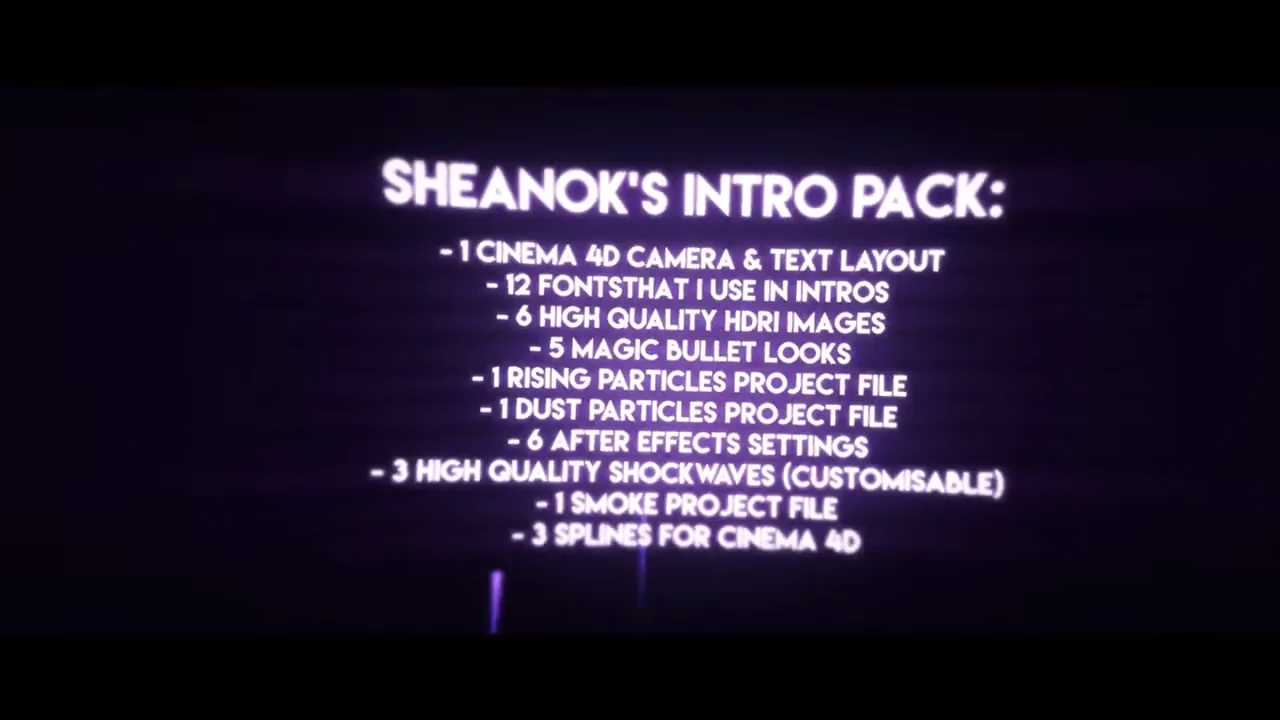 SHEANOK'S INTRO PACK:
- 1 CINEMA 4D CAMERA & TEXT LAYOUT
- 12 FONTSTHAT I USE IN INTROS
- 6 HIGH QUALITY HDRI IMAGES
- 5 MAGIC BULLET LOOKS
- 1 RISING PARTICLES PROJECT FILE
- 1 DUST PARTICLES PROJECT FILE
- 6 AFTER EFFECTS SETTINGS
- 3 HIGH QUALITY SHOCKWAVES (CUSTOMISABLE)
- 1 SMOKE PROJECT FILE
- 3 SPLINES FOR CINEMA 4D